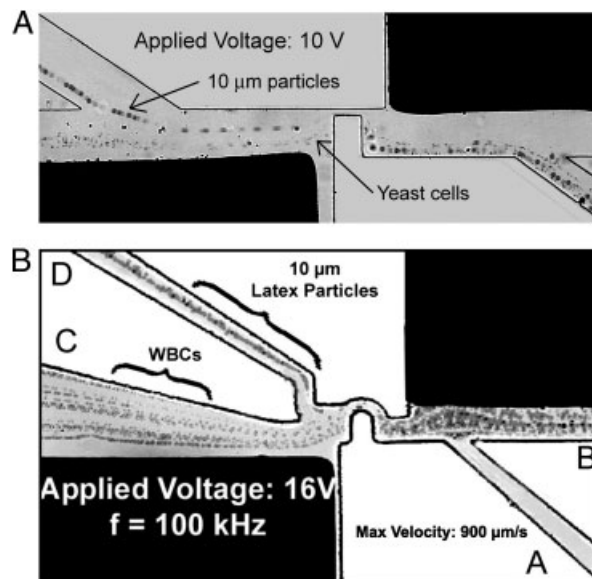 A
Applied Voltage: 10 V
10 µm particles
Yeast cells
B
D
10 µm
Latex Particles
C
WBCs
B
Applied Voltage: 16V
f = 100 kHz
Max Velocity: 900 µm/s
A